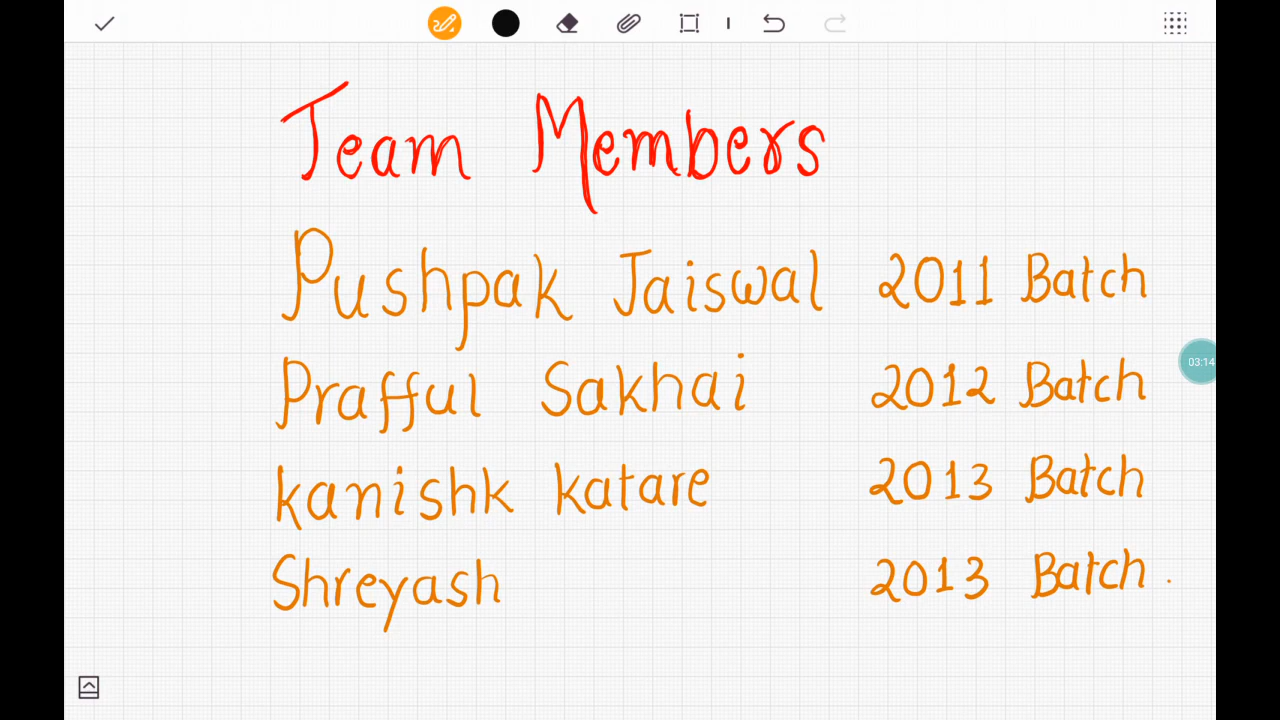 Team Members
Pushpak Jaiswal 2011 Batch
Prafful Sakhai 2012 Batch
03:14
kanishk katare 2013 Batch
Shreyash 2013 Batch.